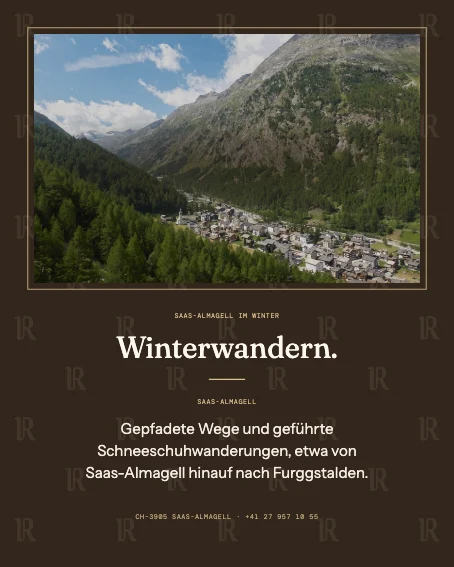 SAAS-ALMAGELL IM WINTER
Winterwandern.
SAAS-ALMAGELL
Gepfadete Wege und geführte
Schneeschuhwanderungen, etwa von
Saas-Almagell hinauf nach Furggstalden.
CH-3905 SAAS-ALMAGELL · +41 27 957 10 55